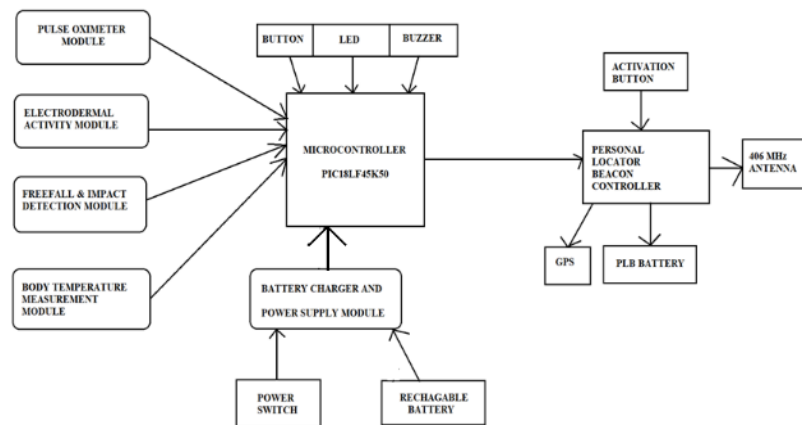 PULSE OXIMETER
MODULE
BUTTON
LED
BUZZER
ACTIVATION
BUTTON
ELECTRODERMAL
ACTIVITY MODULE
MICROCONTROLLER
PIC18LF45K50
PERSONAL
LOCATOR
BEACON
CONTROLLER
406 MHz
ANTENNA
FREEFALL & IMPACT
DETECTION MODULE
GPS
PLB BATTERY
BODY TEMPERATURE
MEASUREMENT
MODULE
BATTERY CHARGER AND
POWER SUPPLY MODULE
POWER
SWITCH
RECHAGABLE
BATTERY